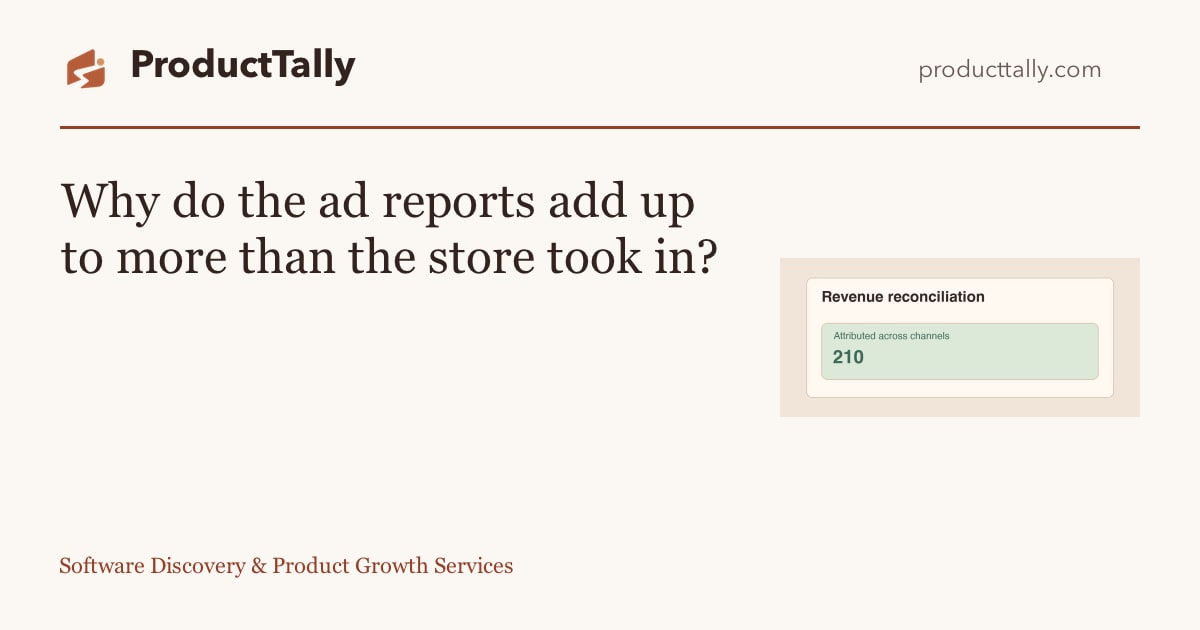 ProductTally
producttally.com
Why do the ad reports add up
to more than the store took in?
Revenue reconciliation
Attributed across channels
210
Software Discovery & Product Growth Services